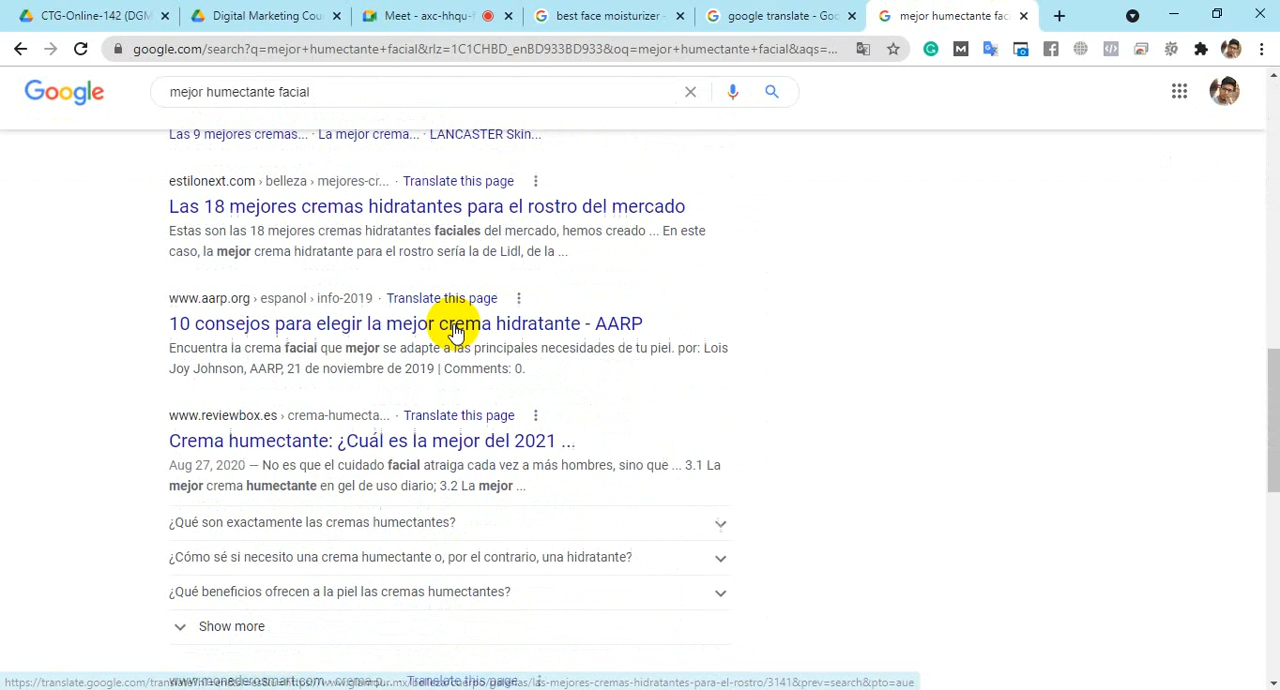 CTG-Online-142 (DGM
Digital Marketing Cou
Meet - axc-hhqu-f
best face moisturizer -
google translate - Goo
mejor humectante fac
google.com/search?q=mejor+humectante+facial&rlz=1C1CHBD_enBD933BD933&oq=mejor+humectante+facial&aqs=...
Google
mejor humectante facial
Las 9 mejores cremas... · La mejor crema... · LANCASTER Skin...
estilonext.com › belleza › mejores-cr... · Translate this page
Las 18 mejores cremas hidratantes para el rostro del mercado
Estas son las 18 mejores cremas hidratantes faciales del mercado, hemos creado ... En este
caso, la mejor crema hidratante para el rostro sería la de Lidl, de la ...
www.aarp.org › espanol › info-2019 · Translate this page
10 consejos para elegir la mejor crema hidratante - AARP
Encuentra la crema facial que mejor se adapte a las principales necesidades de tu piel. por: Lois
Joy Johnson, AARP, 21 de noviembre de 2019 | Comments: 0.
www.reviewbox.es › crema-humecta... · Translate this page
Crema humectante: ¿Cuál es la mejor del 2021 ...
Aug 27, 2020 — No es que el cuidado facial atraiga cada vez a más hombres, sino que ... 3.1 La
mejor crema humectante en gel de uso diario; 3.2 La mejor ...
¿Qué son exactamente las cremas humectantes?
¿Cómo sé si necesito una crema humectante o, por el contrario, una hidratante?
¿Qué beneficios ofrecen a la piel las cremas humectantes?
Show more